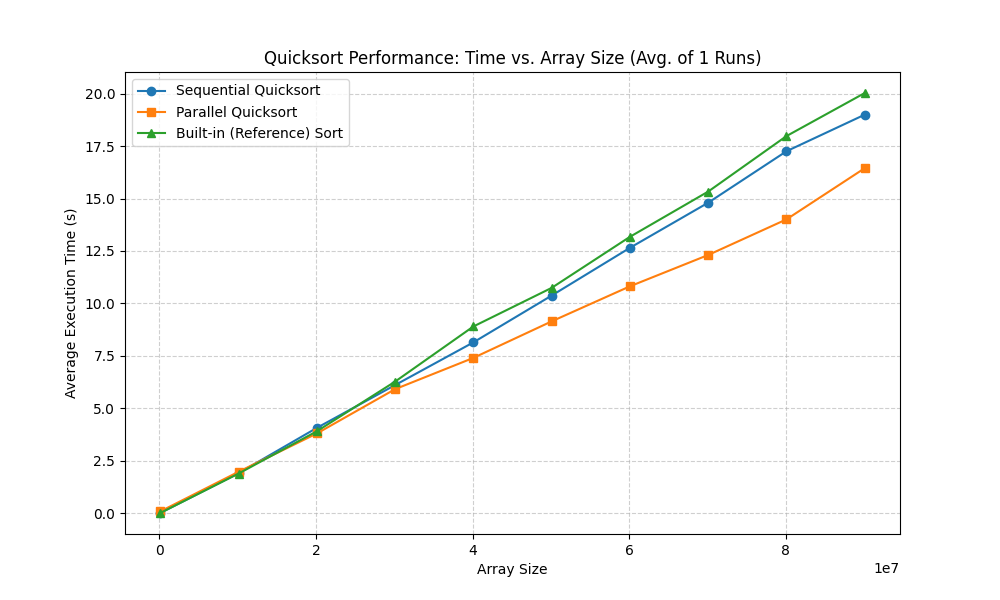 Quicksort Performance: Time vs. Array Size (Avg. of 1 Runs)
Sequential Quicksort
Parallel Quicksort
Built-in (Reference) Sort
Average Execution Time (s)
20.0
17.5
15.0
12.5
10.0
7.5
5.0
2.5
0.0
0 2 4 6 8
1e7
Array Size